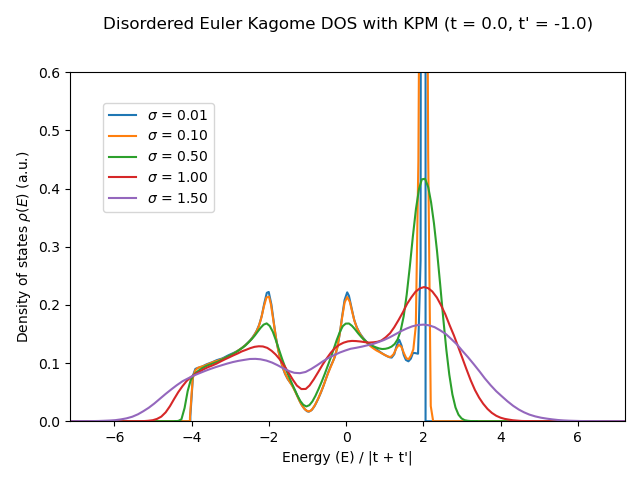 Disordered Euler Kagome DOS with KPM (t = 0.0, t' = -1.0)
Density of states ρ(E) (a.u.)
0.6
0.5
0.4
0.3
0.2
0.1
0.0
σ = 0.01
σ = 0.10
σ = 0.50
σ = 1.00
σ = 1.50
−6 −4 −2 0 2 4 6
Energy (E) / |t + t'|